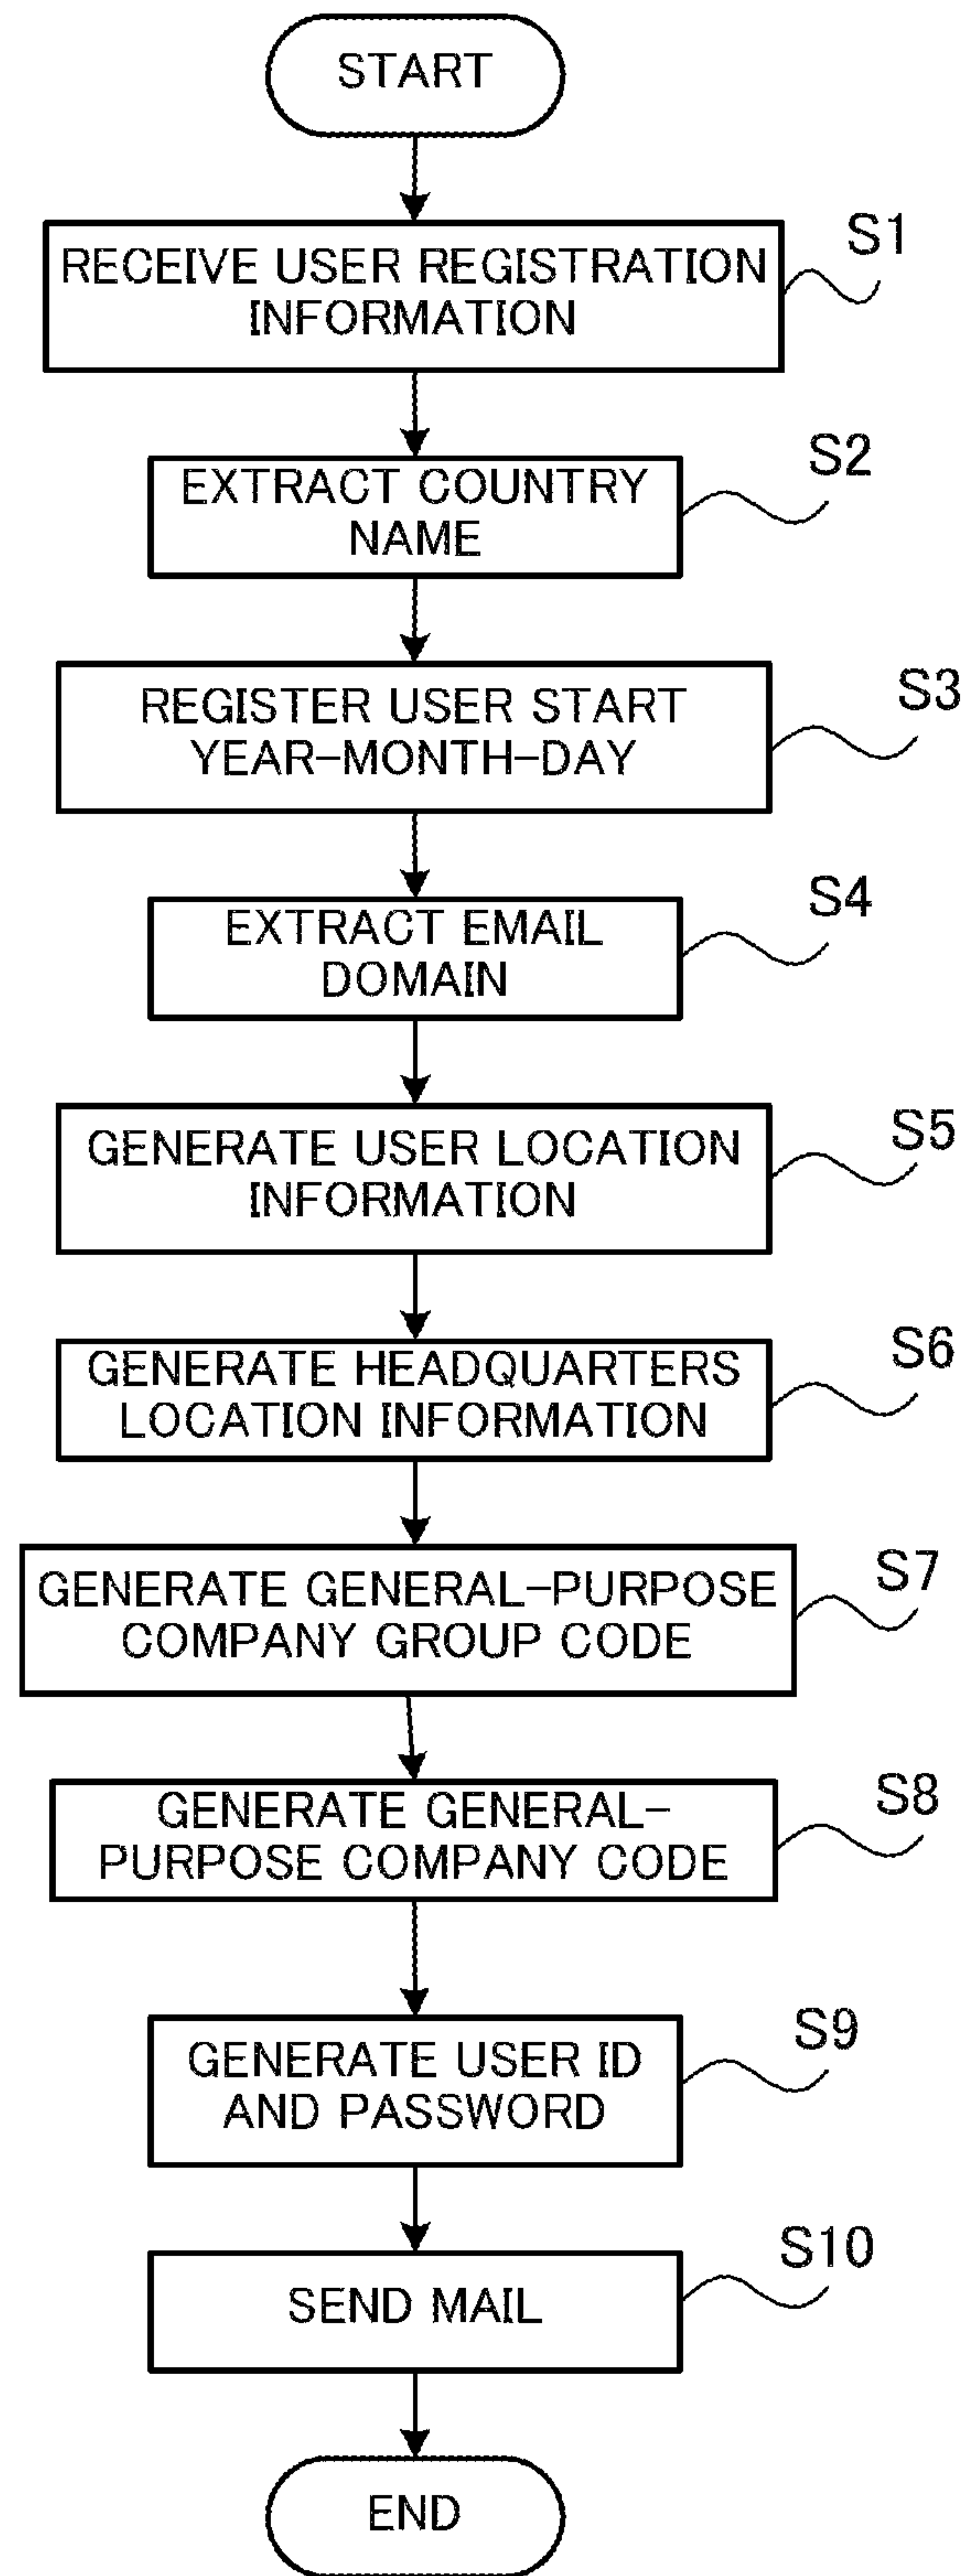 START
S1
RECEIVE USER REGISTRATION
INFORMATION
S2
EXTRACT COUNTRY
NAME
S3
REGISTER USER START
YEAR-MONTH-DAY
S4
EXTRACT EMAIL
DOMAIN
S5
GENERATE USER LOCATION
INFORMATION
S6
GENERATE HEADQUARTERS
LOCATION INFORMATION
S7
GENERATE GENERAL-PURPOSE
COMPANY GROUP CODE
S8
GENERATE GENERAL-
PURPOSE COMPANY CODE
S9
GENERATE USER ID
AND PASSWORD
S10
SEND MAIL
END